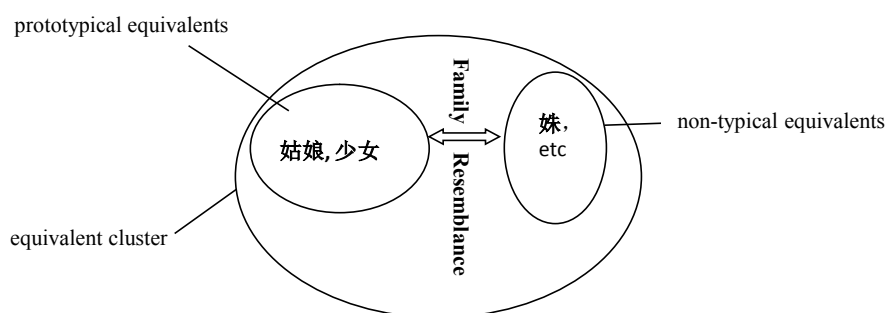 prototypical equivalents
Family
姝,
etc
non-typical equivalents
姑娘,少女
Resemblance
equivalent cluster